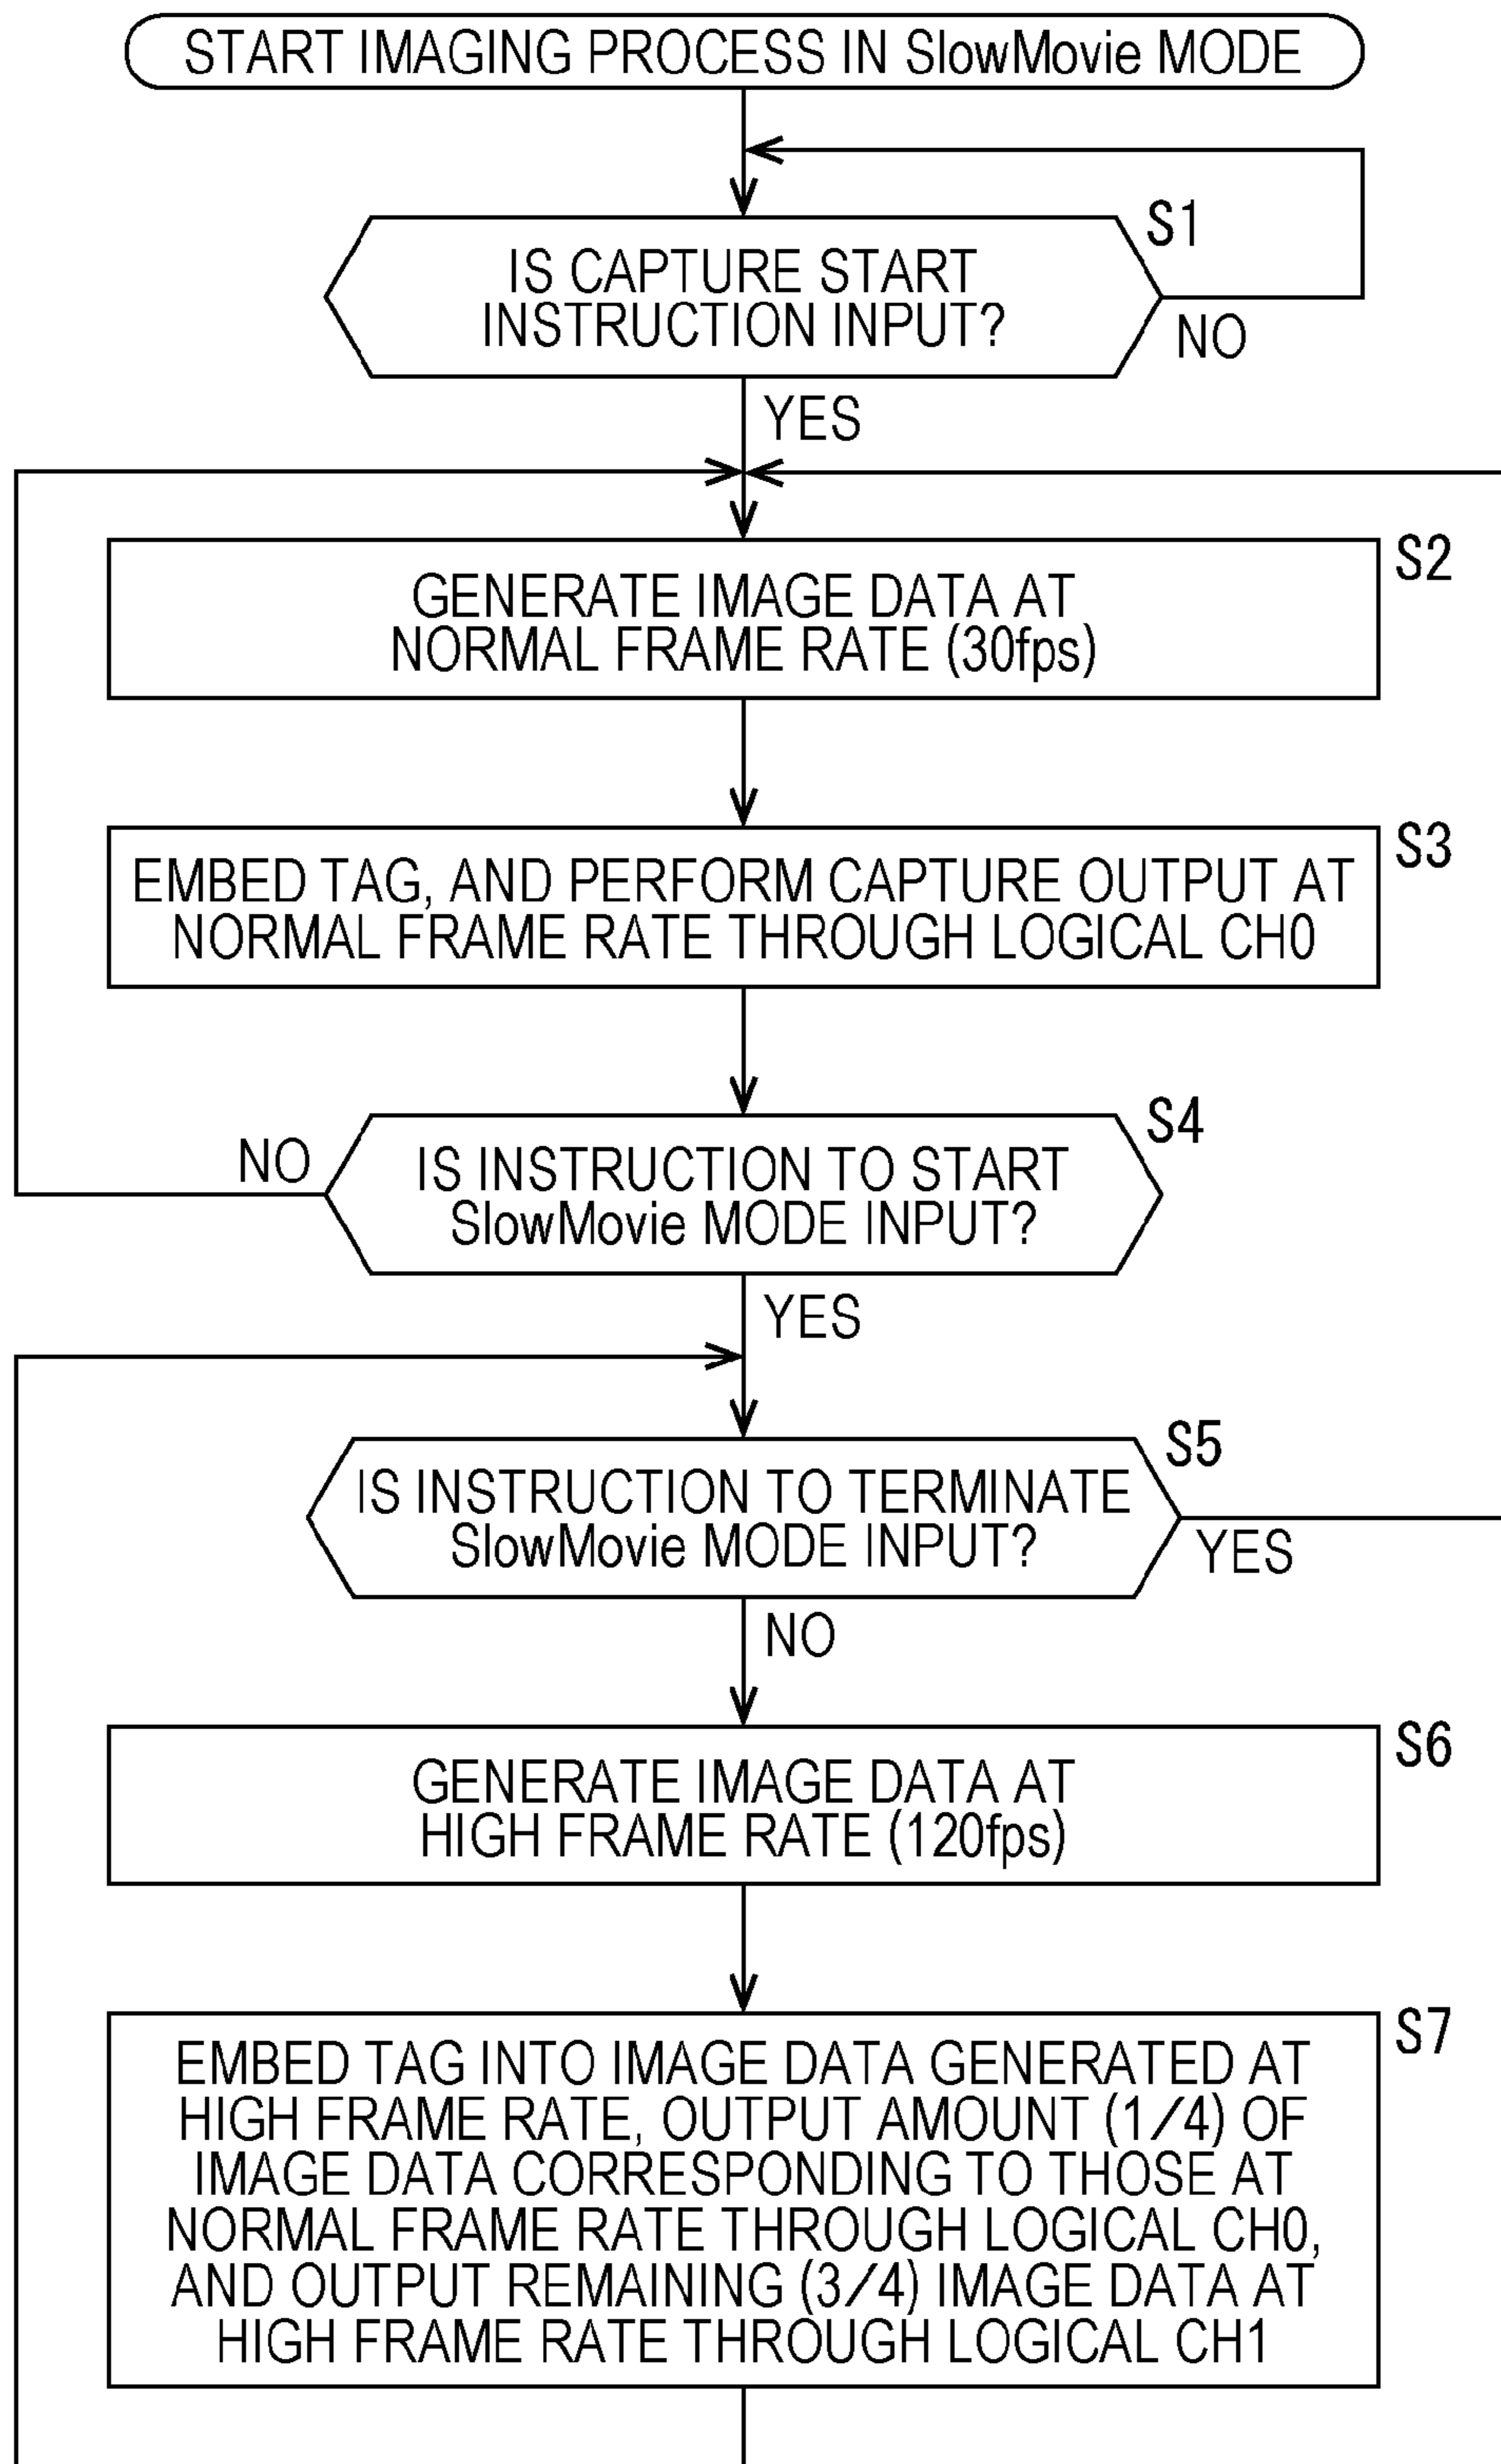 START IMAGING PROCESS IN SlowMovie MODE
S1
IS CAPTURE START
INSTRUCTION INPUT?
NO
YES
S2
GENERATE IMAGE DATA AT
NORMAL FRAME RATE (30fps)
S3
EMBED TAG, AND PERFORM CAPTURE OUTPUT AT
NORMAL FRAME RATE THROUGH LOGICAL CH0
S4
NO
IS INSTRUCTION TO START
SlowMovie MODE INPUT?
YES
S5
IS INSTRUCTION TO TERMINATE
SlowMovie MODE INPUT?
YES
NO
S6
GENERATE IMAGE DATA AT
HIGH FRAME RATE (120fps)
S7
EMBED TAG INTO IMAGE DATA GENERATED AT
HIGH FRAME RATE, OUTPUT AMOUNT (1/4) OF
IMAGE DATA CORRESPONDING TO THOSE AT
NORMAL FRAME RATE THROUGH LOGICAL CH0,
AND OUTPUT REMAINING (3/4) IMAGE DATA AT
HIGH FRAME RATE THROUGH LOGICAL CH1